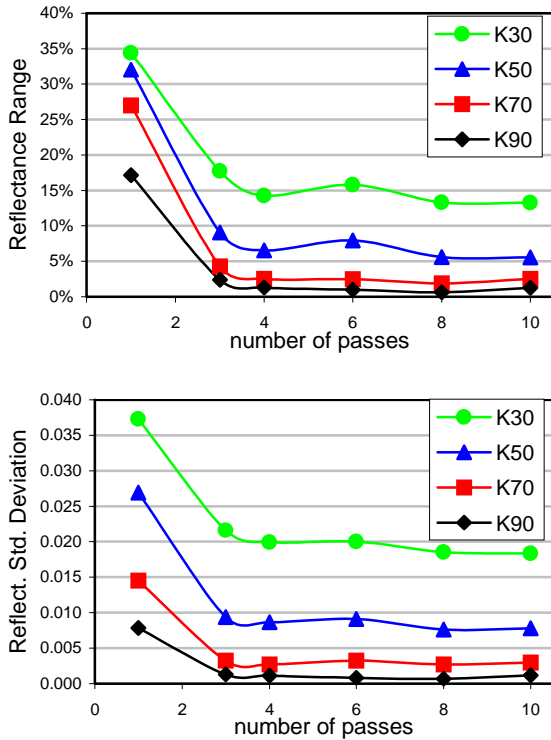 40%
35%
30%
25%
20%
15%
10%
5%
0%
Reflectance Range
K30
K50
K70
K90
0 2 4 6 8 10
number of passes
0.040
0.035
0.030
0.025
0.020
0.015
0.010
0.005
0.000
Reflect. Std. Deviation
K30
K50
K70
K90
0 2 4 6 8 10
number of passes